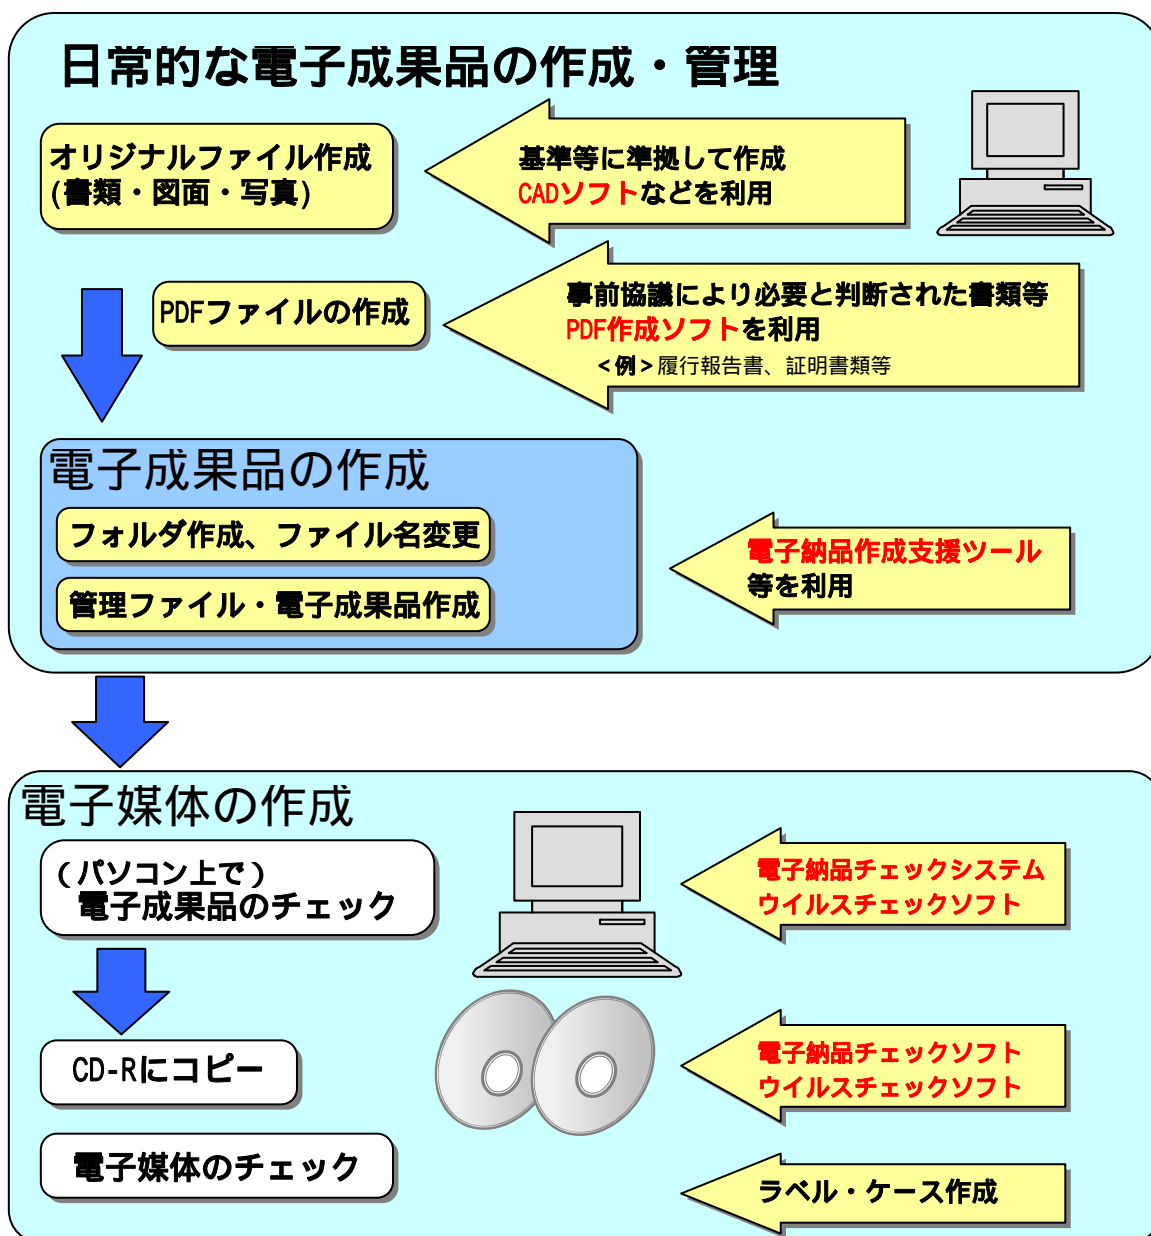 日常的な電子成果品の作成・管理
オリジナルファイル作成
(書類・図面・写真)
基準等に準拠して作成
CADソフトなどを利用
PDFファイルの作成
事前協議により必要と判断された書類等
PDF作成ソフトを利用
<例>履行報告書、証明書類等
電子成果品の作成
フォルダ作成、ファイル名変更
管理ファイル・電子成果品作成
電子納品作成支援ツール
等を利用
電子媒体の作成
(パソコン上で)
電子成果品のチェック
電子納品チェックシステム
ウイルスチェックソフト
CD-Rにコピー
電子納品チェックソフト
ウイルスチェックソフト
電子媒体のチェック
ラベル・ケース作成